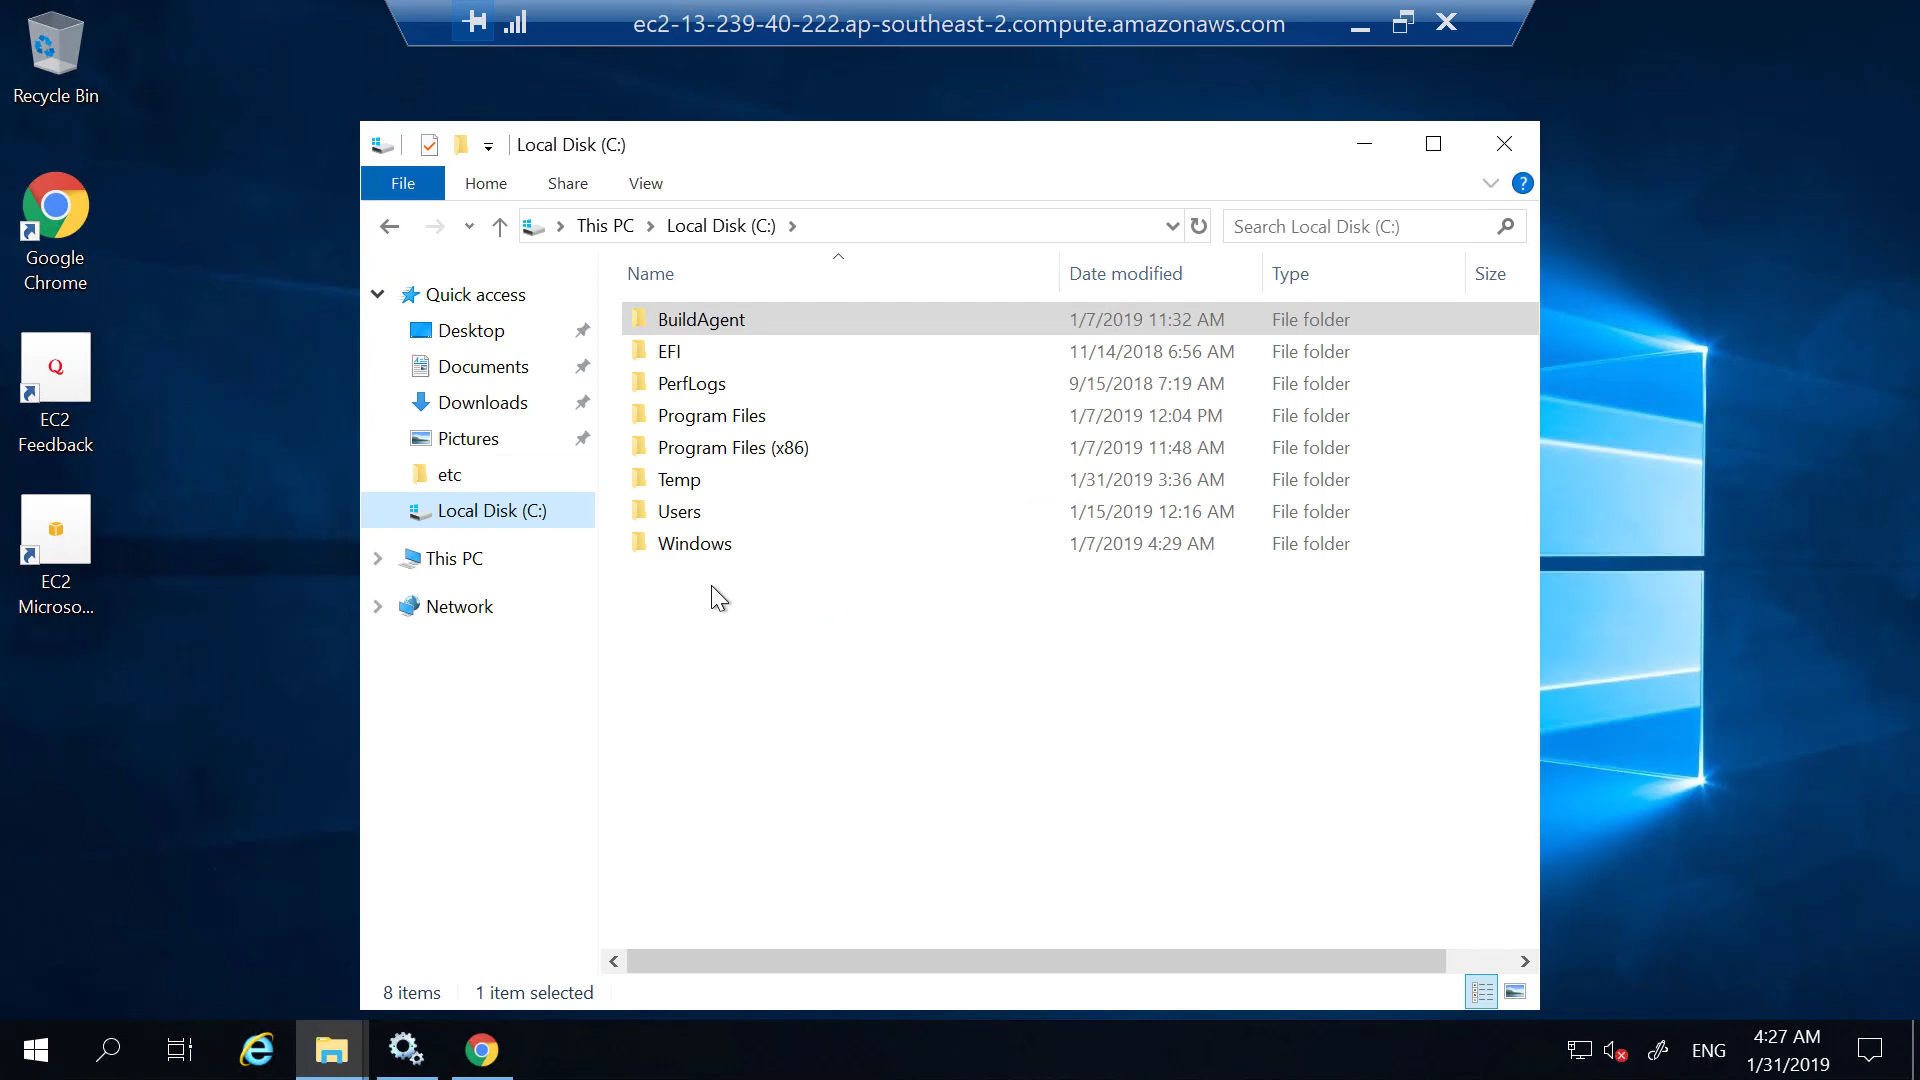 ec2-13-239-40-222.ap-southeast-2.compute.amazonaws.com
Recycle Bin
Google
Chrome
Q
EC2
Feedback
EC2
Microso...
Local Disk (C:)
File Home Share View
?
This PC Local Disk (C:)
Search Local Disk (C:)
Name Date modified Type Size
Quick access
Desktop
Documents
Downloads
Pictures
etc
Local Disk (C:)
This PC
Network
BuildAgent 1/7/2019 11:32 AM File folder
EFI 11/14/2018 6:56 AM File folder
PerfLogs 9/15/2018 7:19 AM File folder
Program Files 1/7/2019 12:04 PM File folder
Program Files (x86) 1/7/2019 11:48 AM File folder
Temp 1/31/2019 3:36 AM File folder
Users 1/15/2019 12:16 AM File folder
Windows 1/7/2019 4:29 AM File folder
8 items 1 item selected
ENG
4:27 AM
1/31/2019